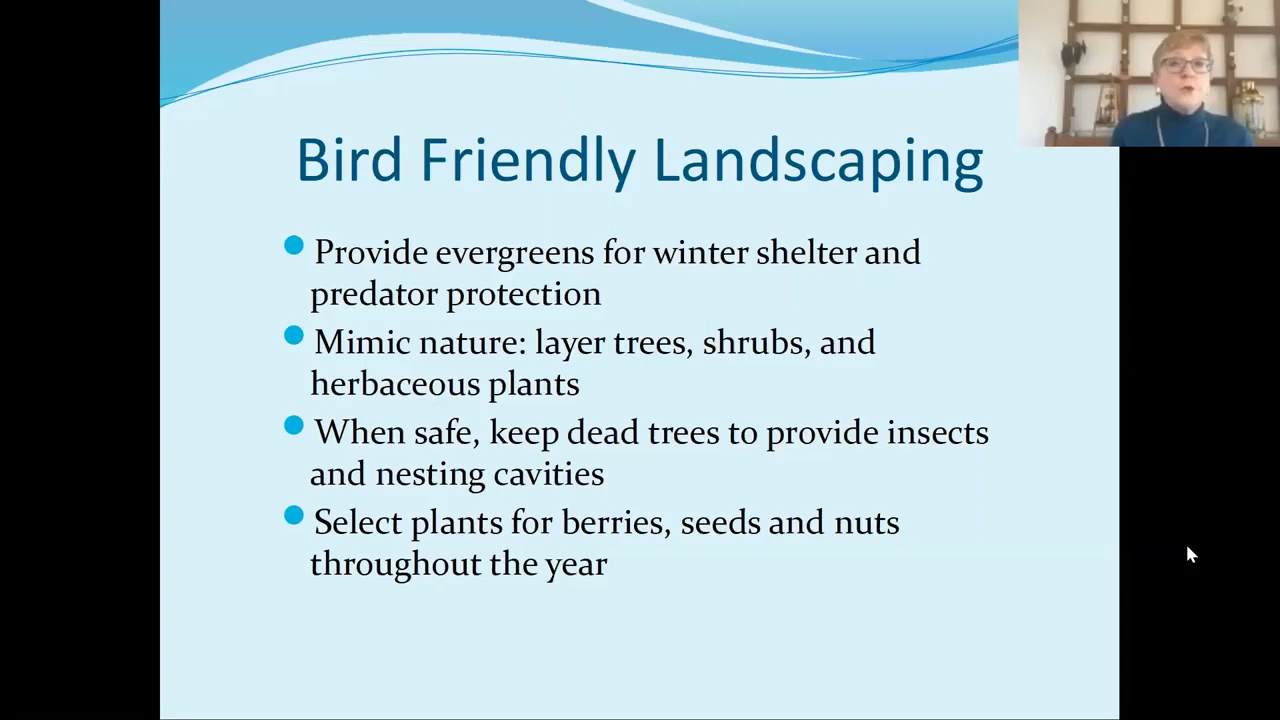 Bird Friendly Landscaping
Provide evergreens for winter shelter and
predator protection
Mimic nature: layer trees, shrubs, and
herbaceous plants
When safe, keep dead trees to provide insects
and nesting cavities
Select plants for berries, seeds and nuts
throughout the year